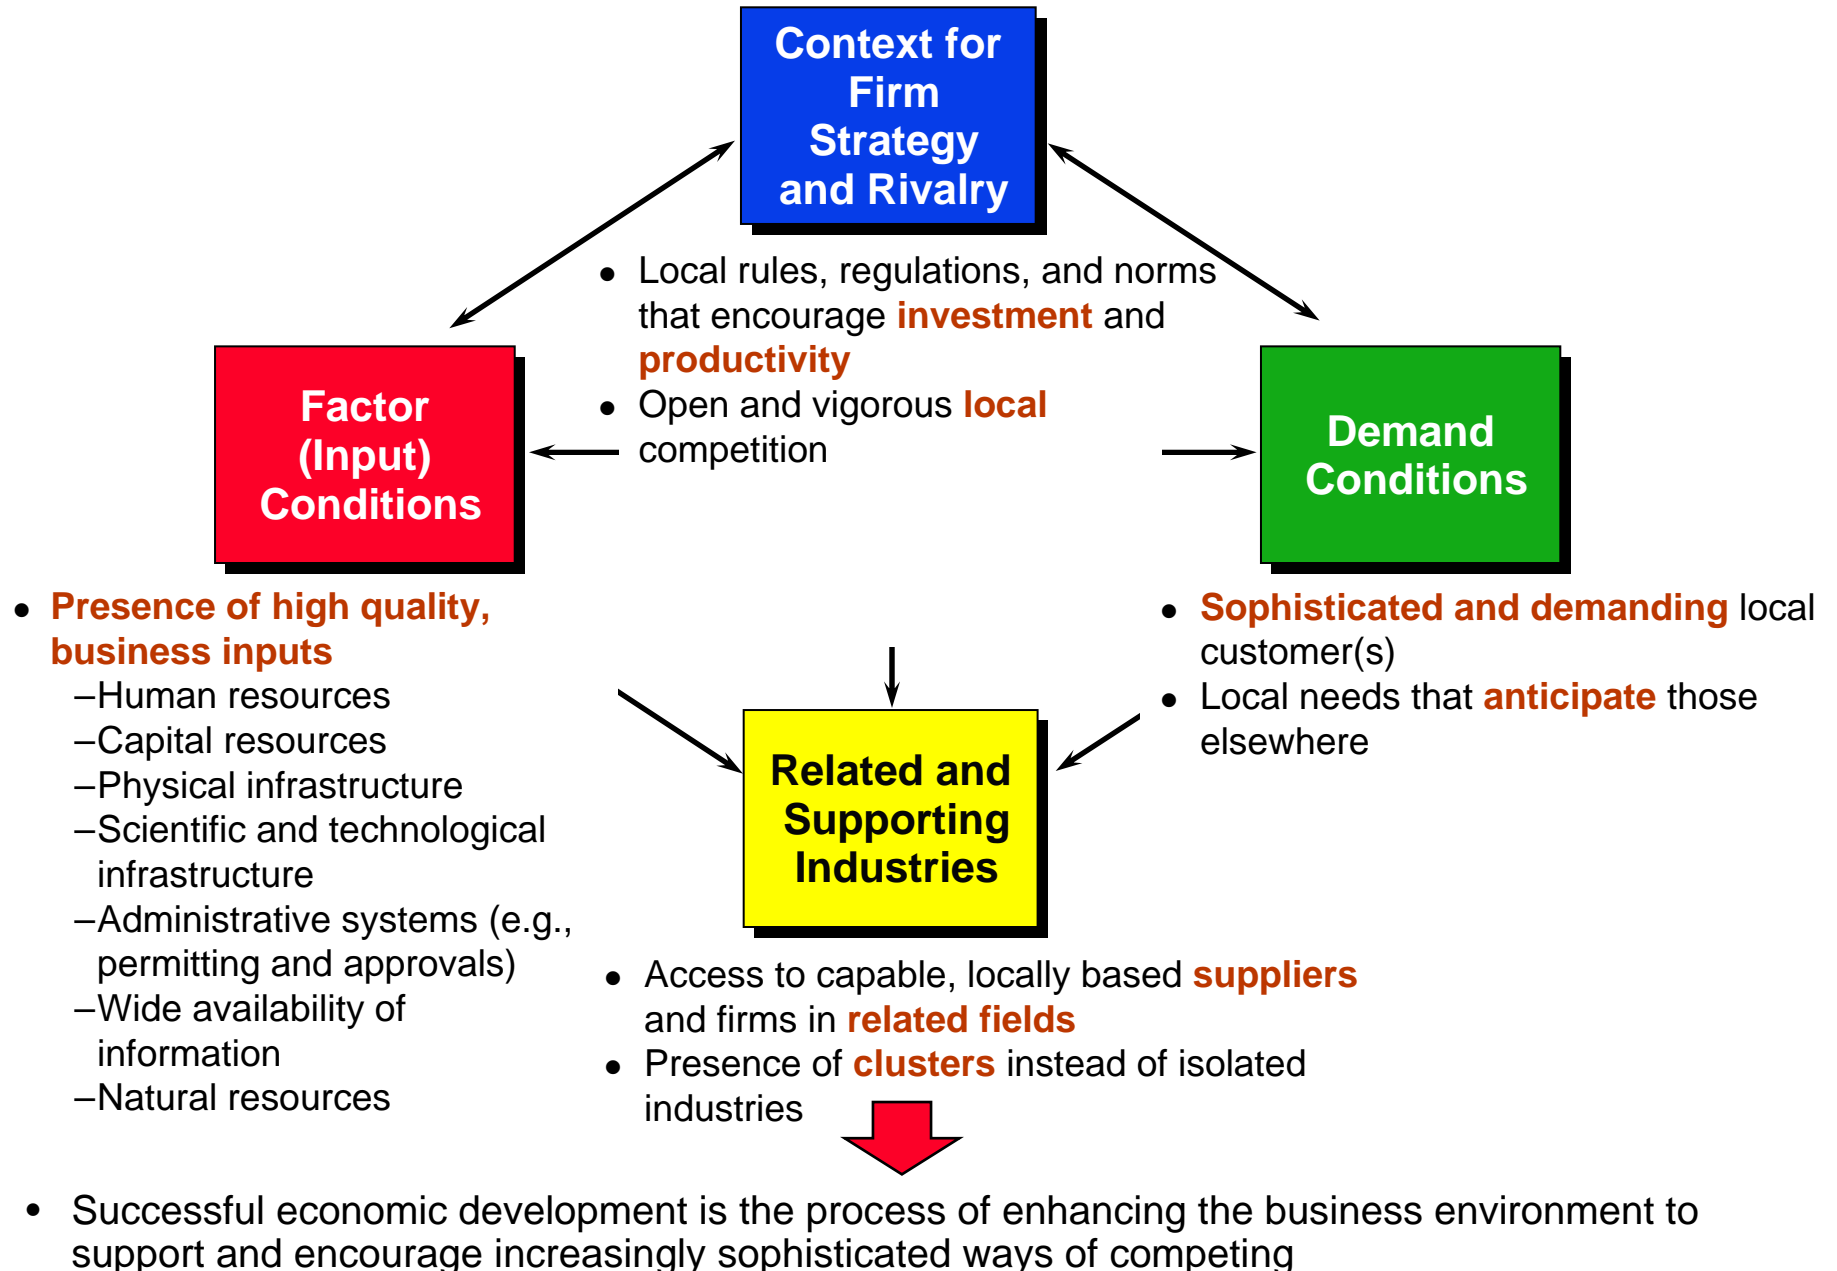 Context for
Firm
Strategy
and Rivalry
● Local rules, regulations, and norms
that encourage investment and
productivity
● Open and vigorous local
competition
Factor
(Input)
Conditions
Demand
Conditions
● Presence of high quality,
business inputs
–Human resources
–Capital resources
–Physical infrastructure
–Scientific and technological
infrastructure
–Administrative systems (e.g.,
permitting and approvals)
–Wide availability of
information
–Natural resources
● Sophisticated and demanding local
customer(s)
● Local needs that anticipate those
elsewhere
Related and
Supporting
Industries
● Access to capable, locally based suppliers
and firms in related fields
● Presence of clusters instead of isolated
industries
• Successful economic development is the process of enhancing the business environment to
support and encourage increasingly sophisticated ways of competing